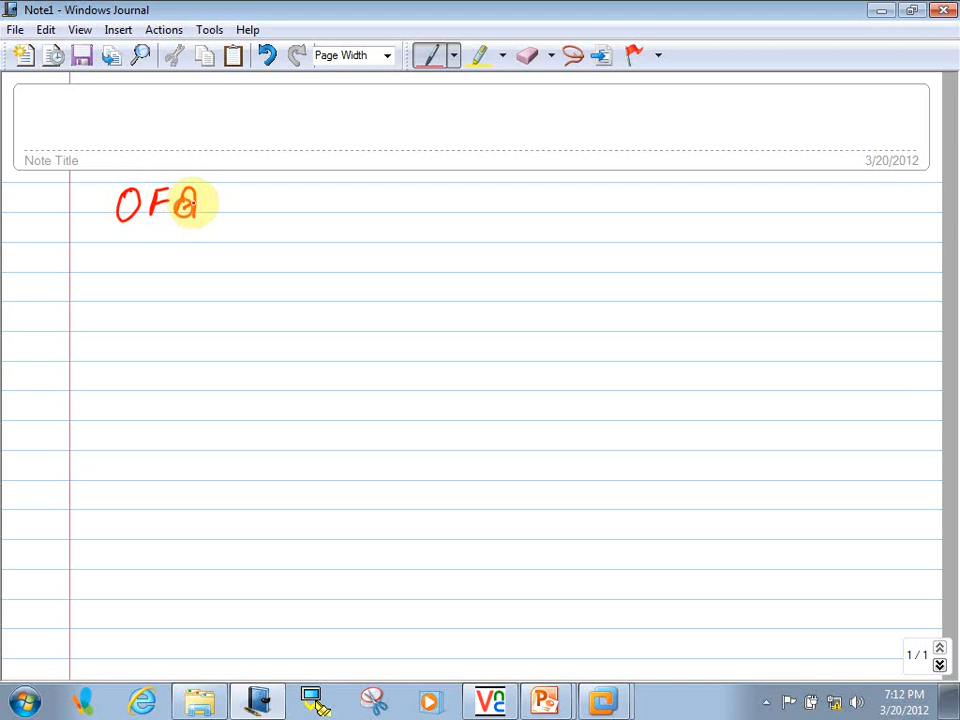 Note1 - Windows Journal
File Edit View Insert Actions Tools Help
Page Width
Note Title 3/20/2012
OFA
1 / 1
7:12 PM
3/20/2012